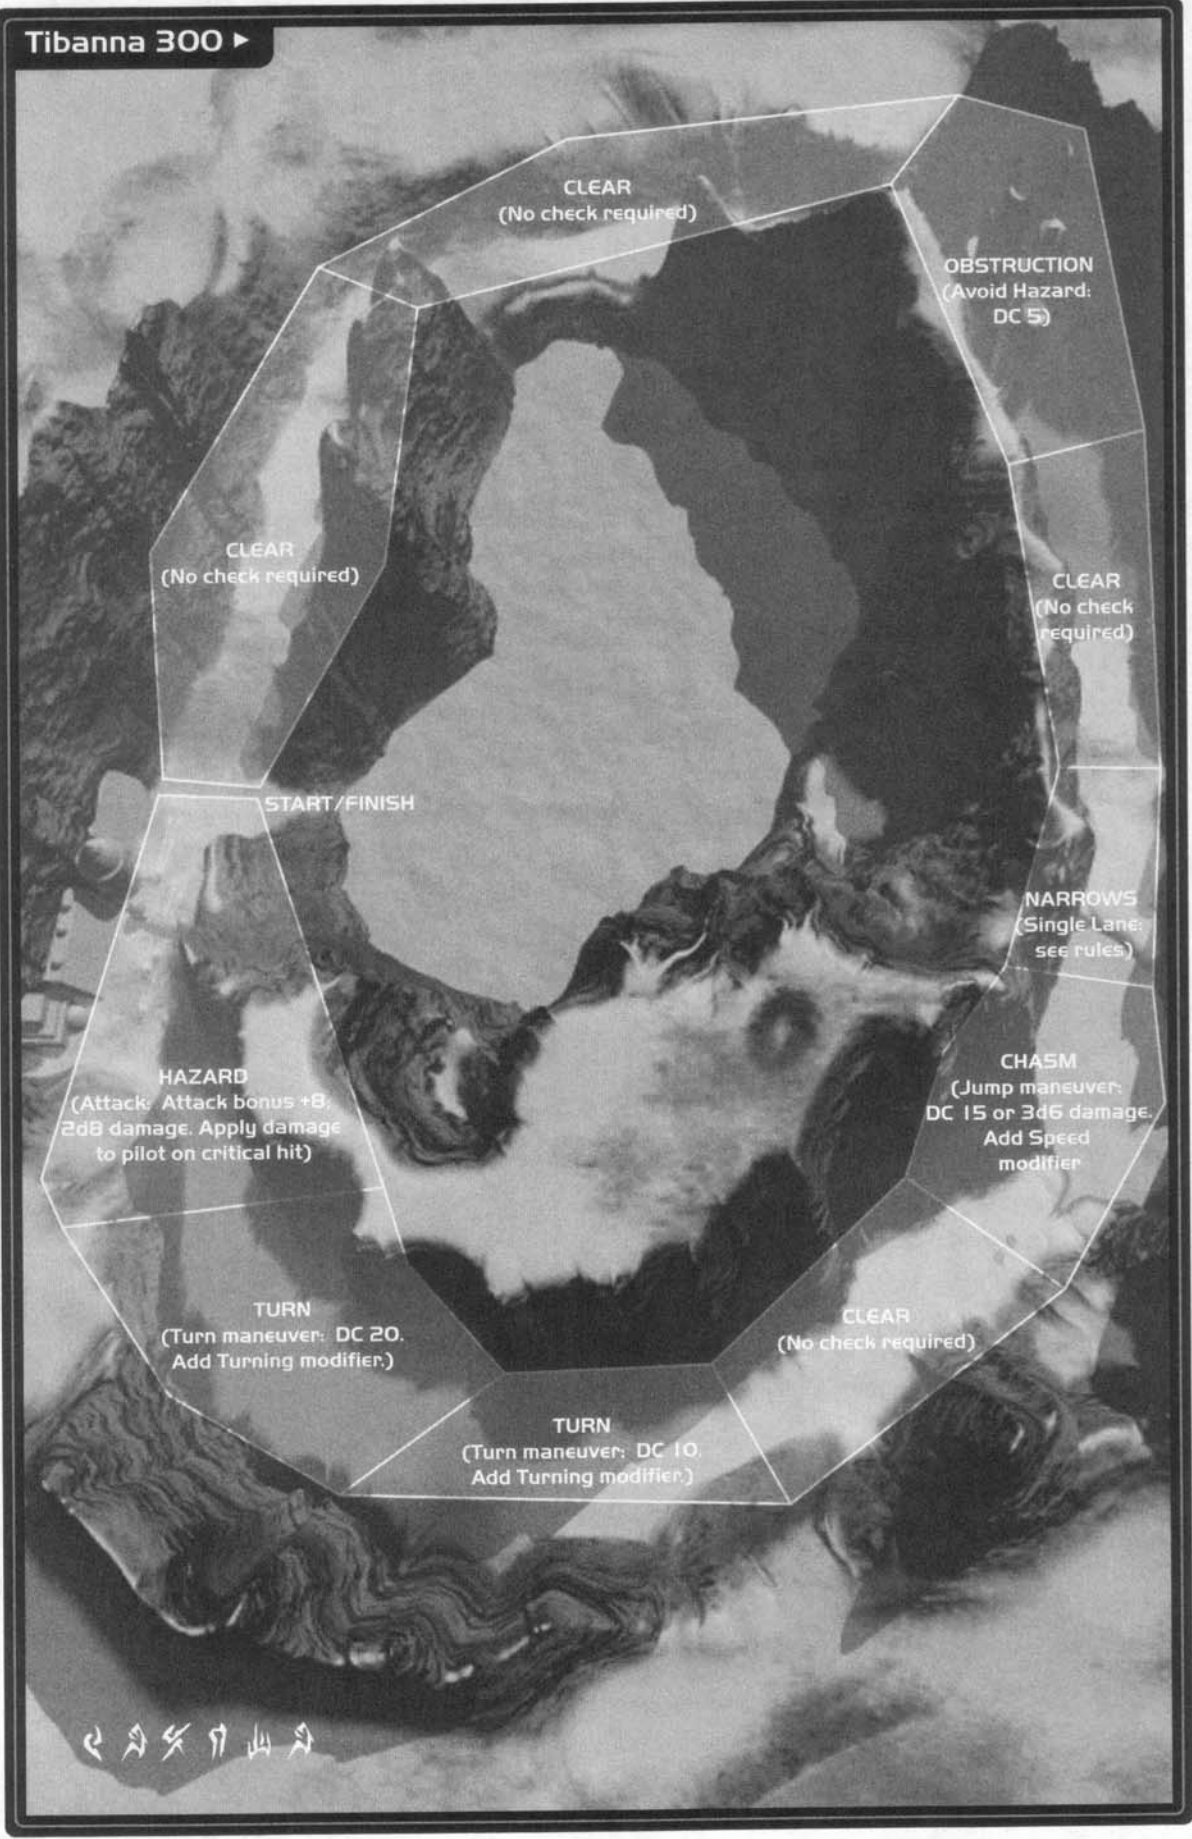 Tibanna 300 ▸
CLEAR
(No check required)
OBSTRUCTION
(Avoid Hazard:
DC 5)
CLEAR
(No check required)
CLEAR
(No check
required)
START/FINISH
NARROWS
(Single Lane:
see rules)
HAZARD
(Attack: Attack bonus +8;
2d8 damage. Apply damage
to pilot on critical hit)
CHASM
(Jump maneuver:
DC 15 or 3d6 damage.
Add Speed
modifier
TURN
(Turn maneuver: DC 20.
Add Turning modifier.)
CLEAR
(No check required)
TURN
(Turn maneuver: DC 10.
Add Turning modifier.)